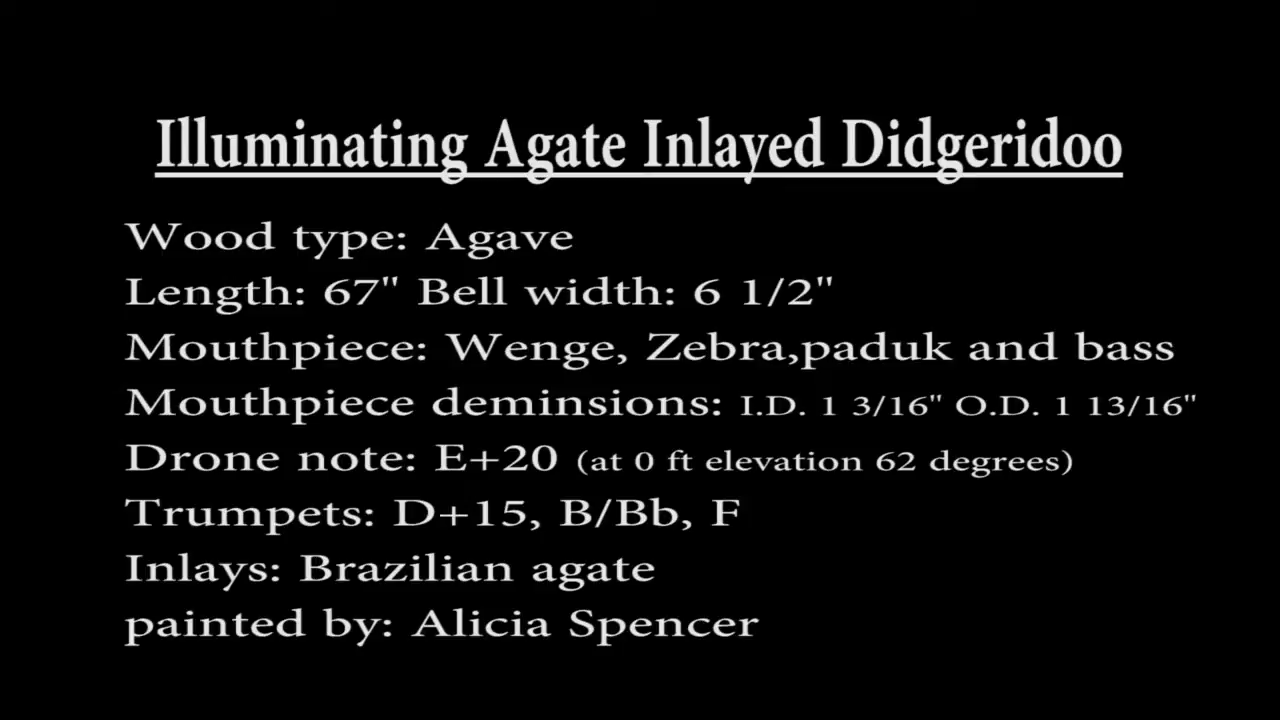 Illuminating Agate Inlayed Didgeridoo
Wood type: Agave
Length: 67" Bell width: 6 1/2"
Mouthpiece: Wenge, Zebra,paduk and bass
Mouthpiece deminsions: I.D. 1 3/16" O.D. 1 13/16"
Drone note: E+20 (at 0 ft elevation 62 degrees)
Trumpets: D+15, B/Bb, F
Inlays: Brazilian agate
painted by: Alicia Spencer